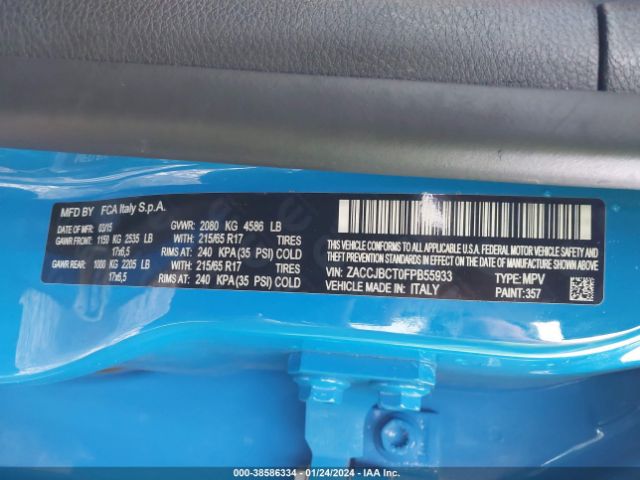 MFD BY FCA Italy S.p.A.
DATE OF MFR 03/15 GVWR: 2080 KG 4586 LB
GAWR FRONT: 1150 KG 2535 LB WITH 215/65 R17 TIRES
17x6,5 RIMS AT: 240 KPA(35 PSI) COLD
GAWR REAR: 1000 KG 2205 LB WITH 215/65 R17 TIRES
17x6,5 RIMS AT: 240 KPA(35 PSI) COLD
THIS VEHICLE CONFORMS TO ALL APPLICABLE U.S.A. FEDERAL MOTOR VEHICLE SAFETY AND
THEFT PREVENTION STANDARDS IN EFFECT ON THE DATE OF MANUFACTURE SHOWN ABOVE.
VIN: ZACCJBCT0FPB55933 TYPE: MPV
VEHICLE MADE IN: ITALY PAINT: 357
000-38586334 - 01/24/2024 - IAAI.COM